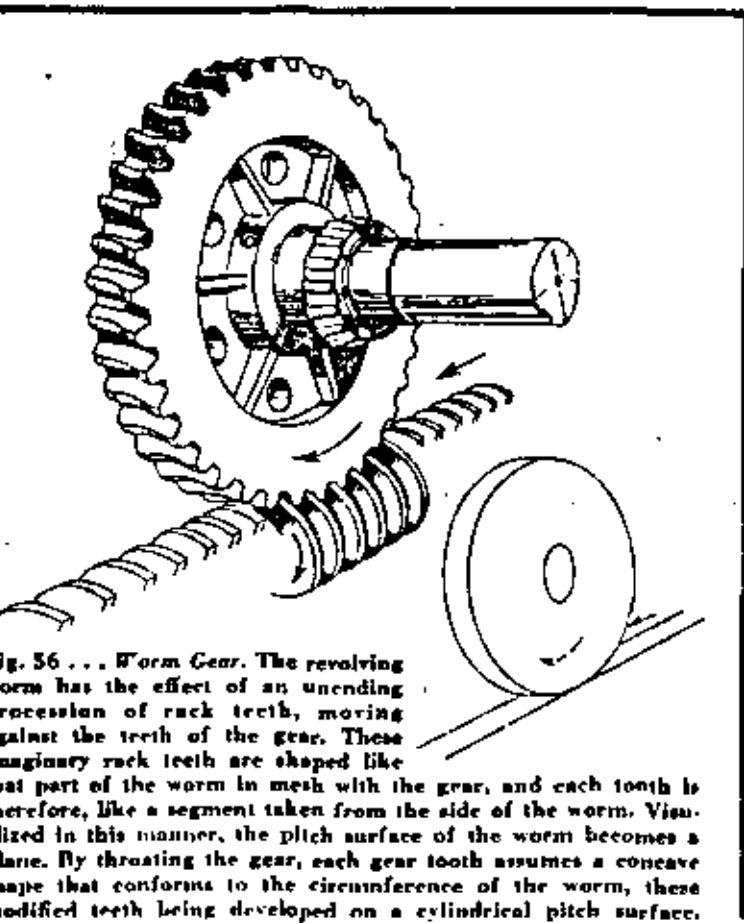 ig. 56 . . . Worm Gear. The revolving
orm has the effect of an unending
rocession of rack teeth, moving
gainst the teeth of the gear. These
maginary rack teeth are shaped like
hat part of the worm in mesh with the gear, and each tooth is
herefore, like a segment taken from the side of the worm. Visu-
lized in this manner, the pitch surface of the worm becomes a
lane. By throating the gear, each gear tooth assumes a concave
hape that conforms to the circumference of the worm, these
modified teeth being developed on a cylindrical pitch surface.